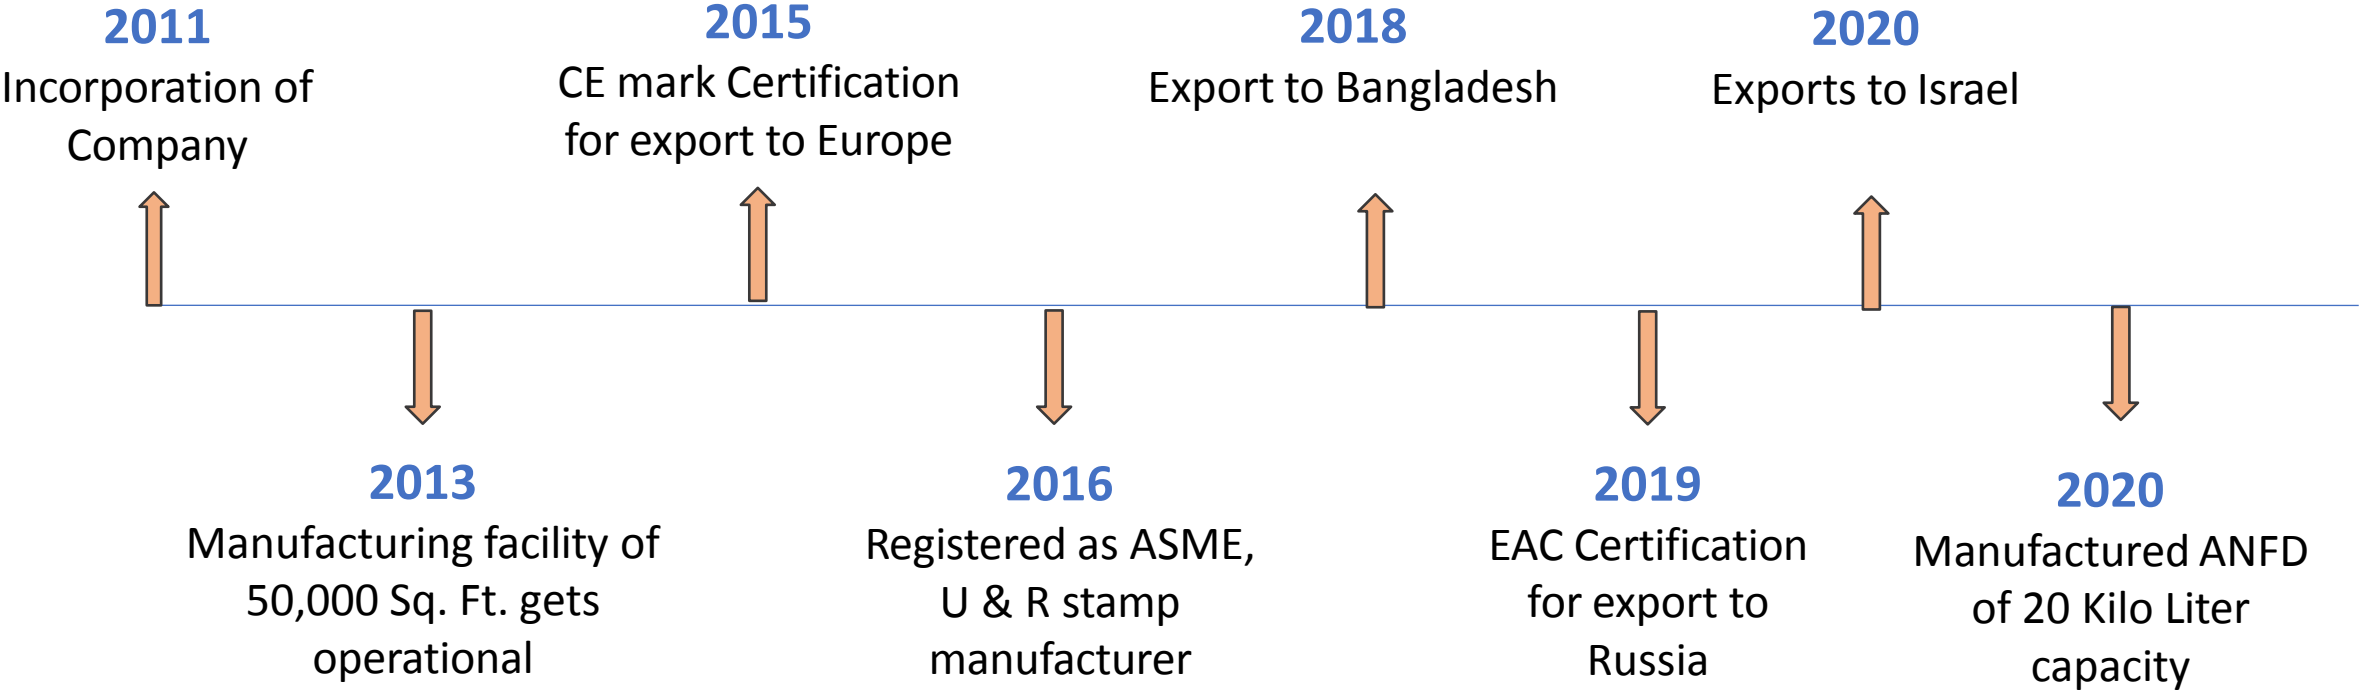 2011
Incorporation of
Company
2015
CE mark Certification
for export to Europe
2018
Export to Bangladesh
2020
Exports to Israel
2013
Manufacturing facility of
50,000 Sq. Ft. gets
operational
2016
Registered as ASME,
U & R stamp
manufacturer
2019
EAC Certification
for export to
Russia
2020
Manufactured ANFD
of 20 Kilo Liter
capacity